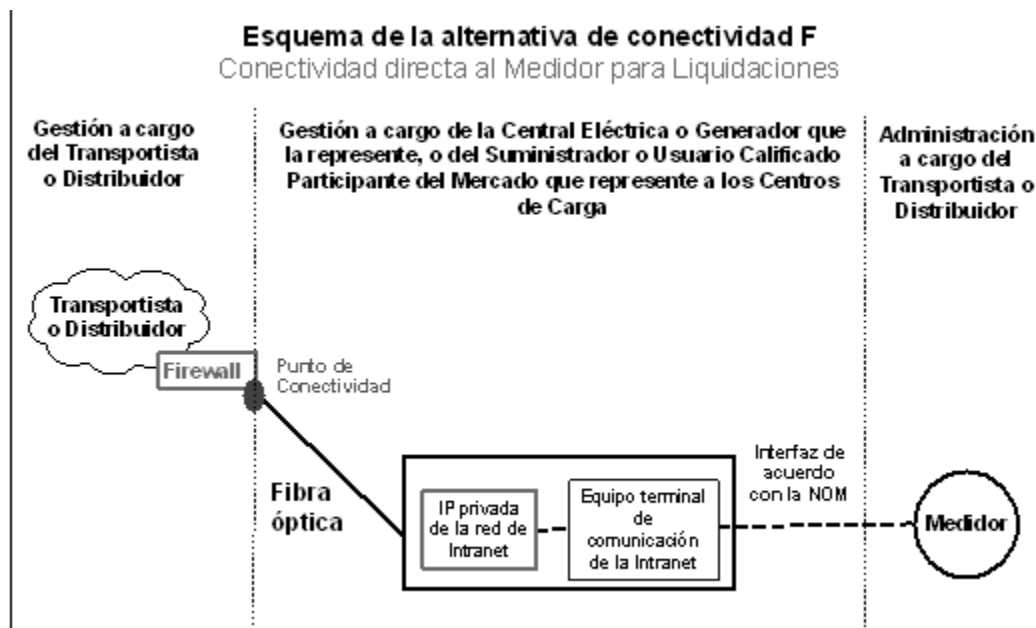 Esquema de la alternativa de conectividad F
Conectividad directa al Medidor para Liquidaciones
Gestión a cargo
del Transportista
o Distribuidor
Gestión a cargo de la Central Eléctrica o Generador que
la represente, o del Suministrador o Usuario Calificado
Participante del Mercado que represente a los Centros
de Carga
Administración
a cargo del
Transportista o
Distribuidor
Transportista
o Distribuidor
Firewall
Punto de
Conectividad
Fibra
óptica
IP privada
de la red de
Intranet
Equipo terminal
de
comunicación
de la Intranet
Interfaz de
acuerdo
con la NOM
Medidor